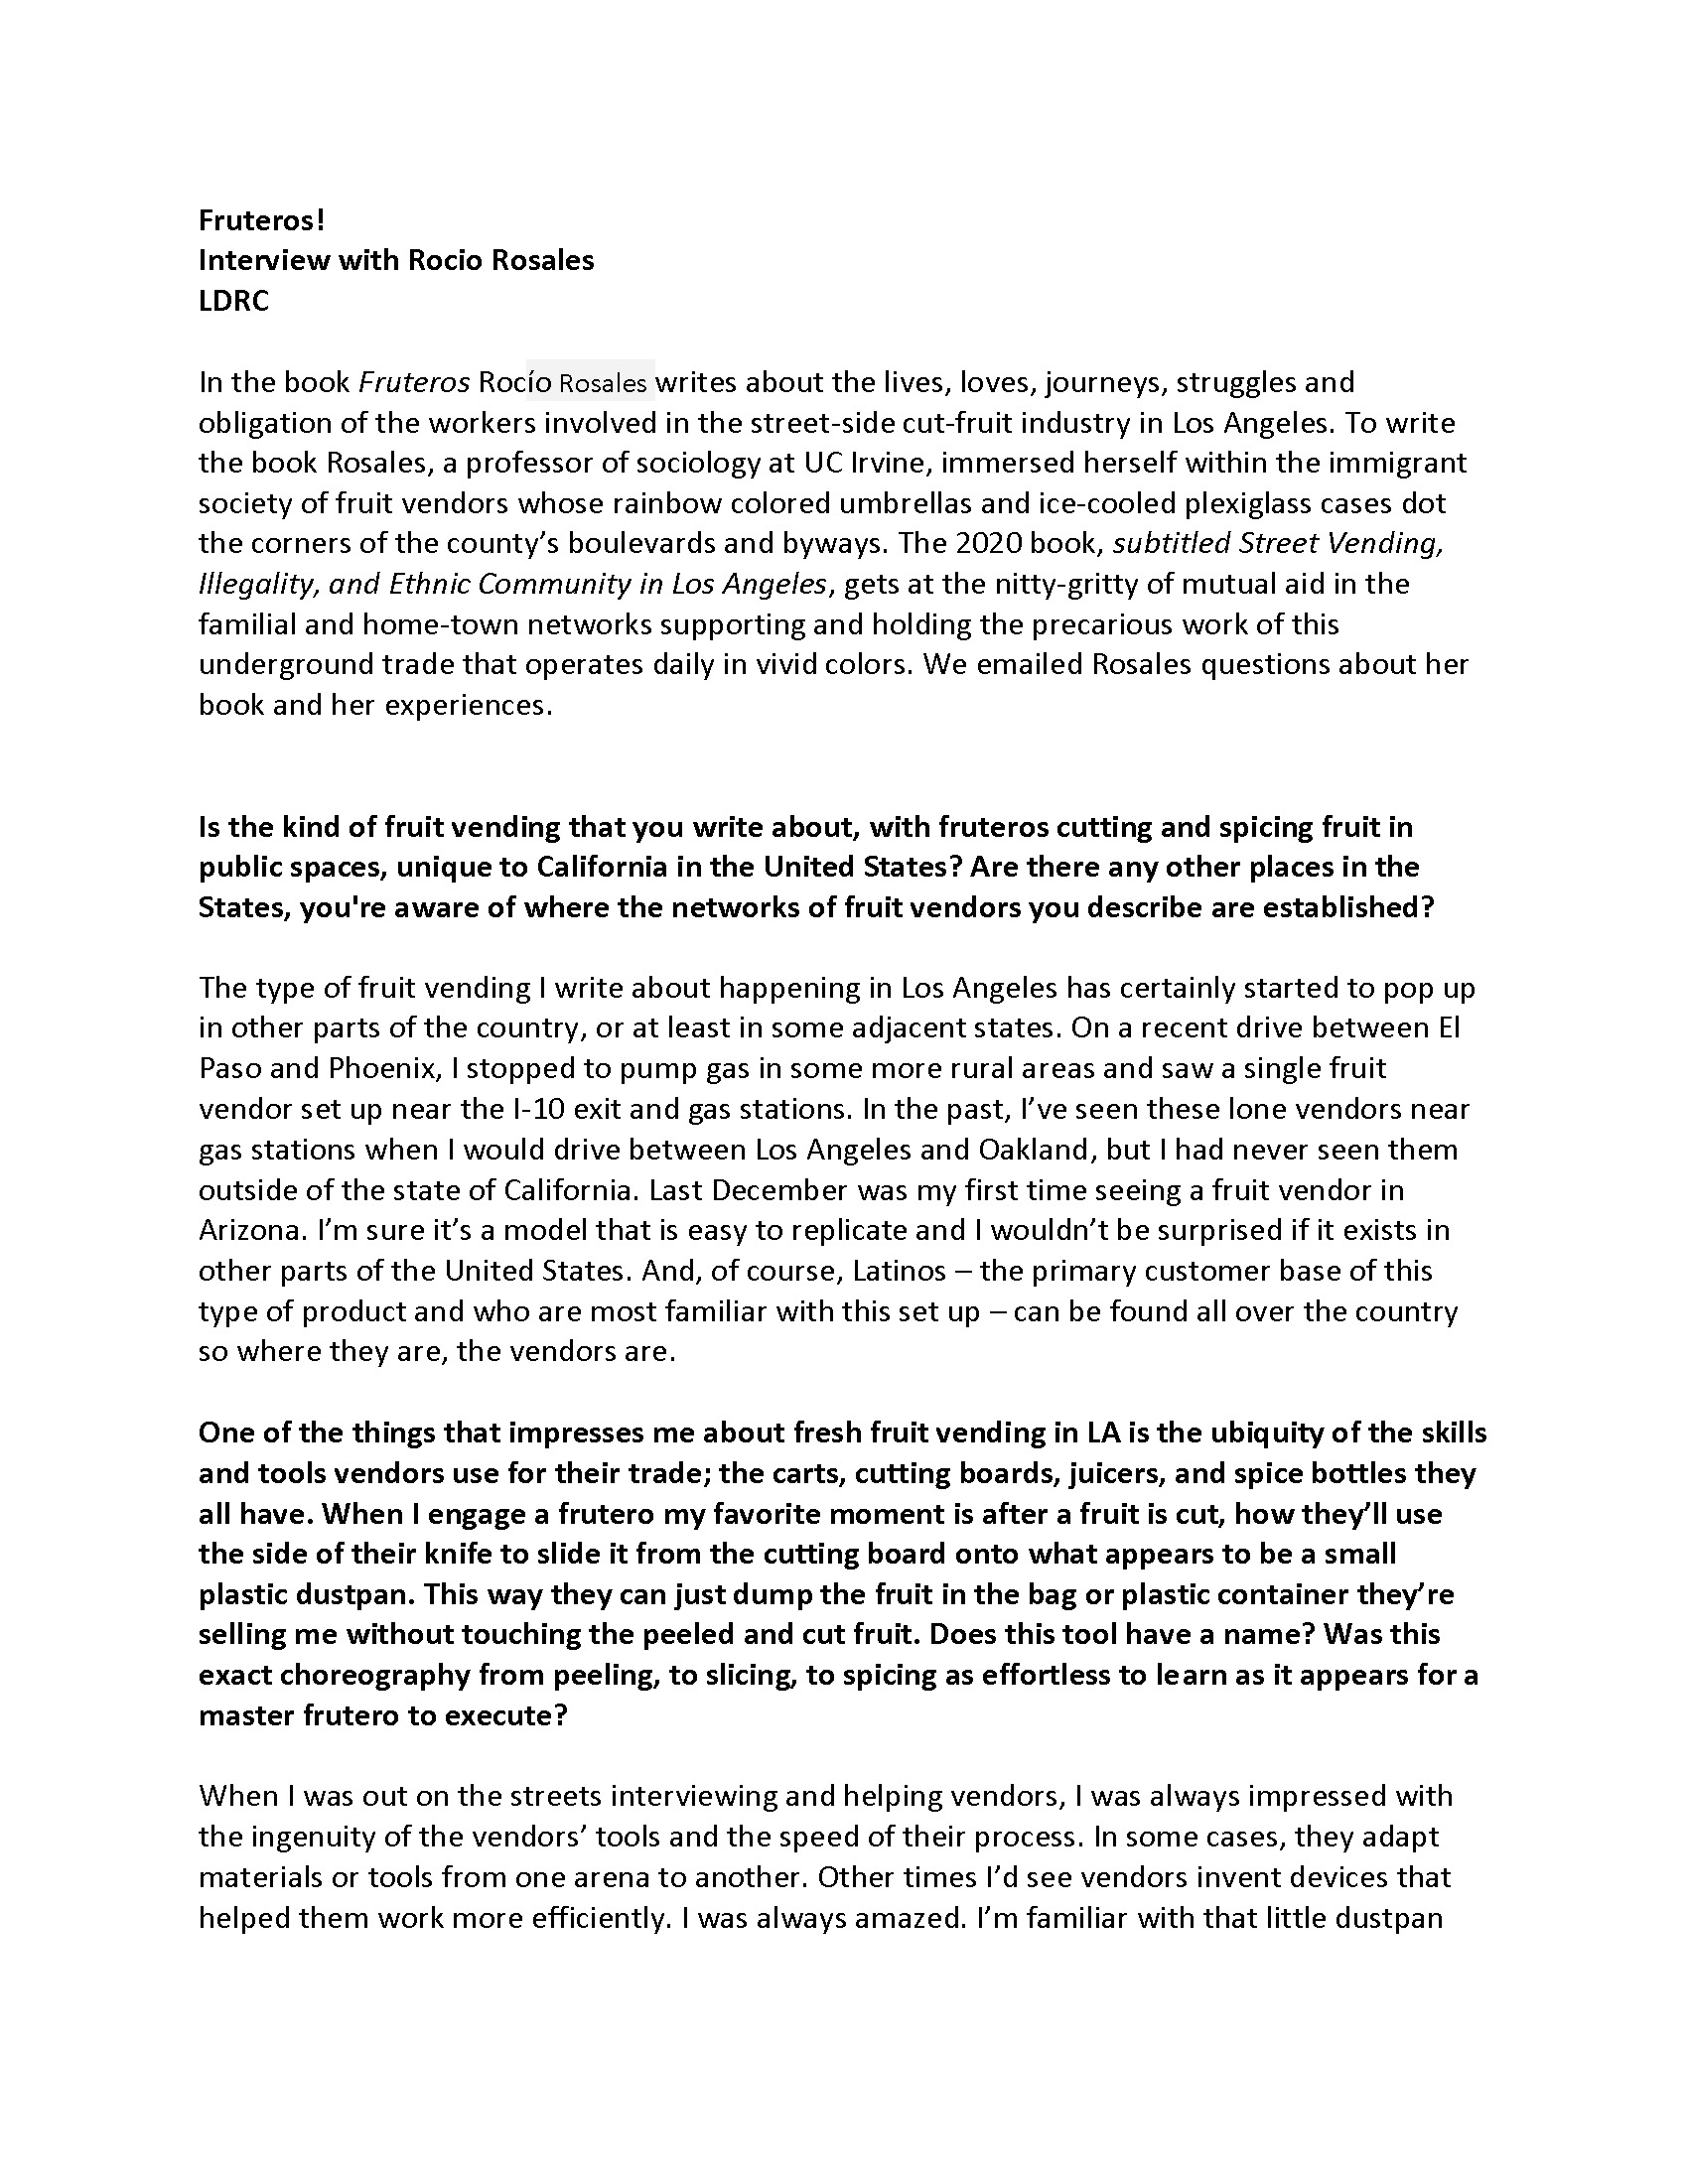 Fruteros!
Interview with Rocio Rosales
LDRC
In the book Fruteros Rocío Rosales writes about the lives, loves, journeys, struggles and
obligation of the workers involved in the street-side cut-fruit industry in Los Angeles. To write
the book Rosales, a professor of sociology at UC Irvine, immersed herself within the immigrant
society of fruit vendors whose rainbow colored umbrellas and ice-cooled plexiglass cases dot
the corners of the county’s boulevards and byways. The 2020 book, subtitled Street Vending,
Illegality, and Ethnic Community in Los Angeles, gets at the nitty-gritty of mutual aid in the
familial and home-town networks supporting and holding the precarious work of this
underground trade that operates daily in vivid colors. We emailed Rosales questions about her
book and her experiences.
Is the kind of fruit vending that you write about, with fruteros cutting and spicing fruit in
public spaces, unique to California in the United States? Are there any other places in the
States, you're aware of where the networks of fruit vendors you describe are established?
The type of fruit vending I write about happening in Los Angeles has certainly started to pop up
in other parts of the country, or at least in some adjacent states. On a recent drive between El
Paso and Phoenix, I stopped to pump gas in some more rural areas and saw a single fruit
vendor set up near the I-10 exit and gas stations. In the past, I’ve seen these lone vendors near
gas stations when I would drive between Los Angeles and Oakland, but I had never seen them
outside of the state of California. Last December was my first time seeing a fruit vendor in
Arizona. I’m sure it’s a model that is easy to replicate and I wouldn’t be surprised if it exists in
other parts of the United States. And, of course, Latinos – the primary customer base of this
type of product and who are most familiar with this set up – can be found all over the country
so where they are, the vendors are.
One of the things that impresses me about fresh fruit vending in LA is the ubiquity of the skills
and tools vendors use for their trade; the carts, cutting boards, juicers, and spice bottles they
all have. When I engage a frutero my favorite moment is after a fruit is cut, how they’ll use
the side of their knife to slide it from the cutting board onto what appears to be a small
plastic dustpan. This way they can just dump the fruit in the bag or plastic container they’re
selling me without touching the peeled and cut fruit. Does this tool have a name? Was this
exact choreography from peeling, to slicing, to spicing as effortless to learn as it appears for a
master frutero to execute?
When I was out on the streets interviewing and helping vendors, I was always impressed with
the ingenuity of the vendors’ tools and the speed of their process. In some cases, they adapt
materials or tools from one arena to another. Other times I’d see vendors invent devices that
helped them work more efficiently. I was always amazed. I’m familiar with that little dustpan